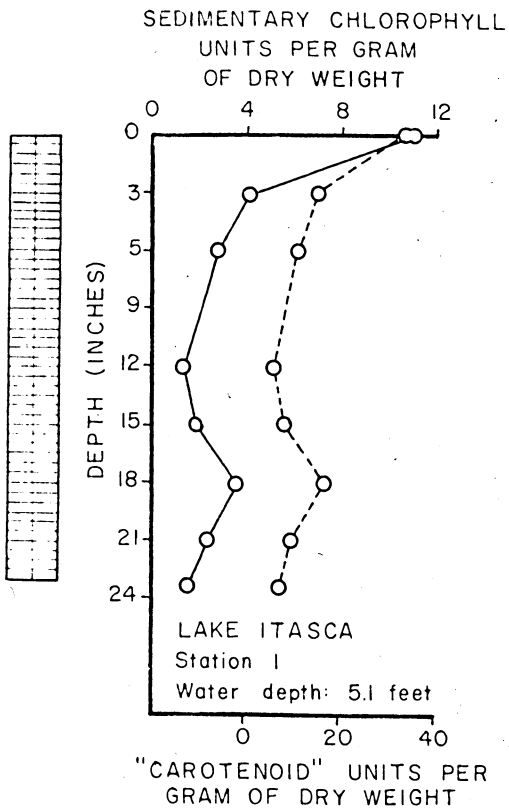 SEDIMENTARY CHLOROPHYLL
UNITS PER GRAM
OF DRY WEIGHT
0 4 8 12
0
3
5
9
12
15
18
21
24
DEPTH (INCHES)
LAKE ITASCA
Station 1
Water depth: 5.1 feet
0 20 40
"CAROTENOID" UNITS PER
GRAM OF DRY WEIGHT